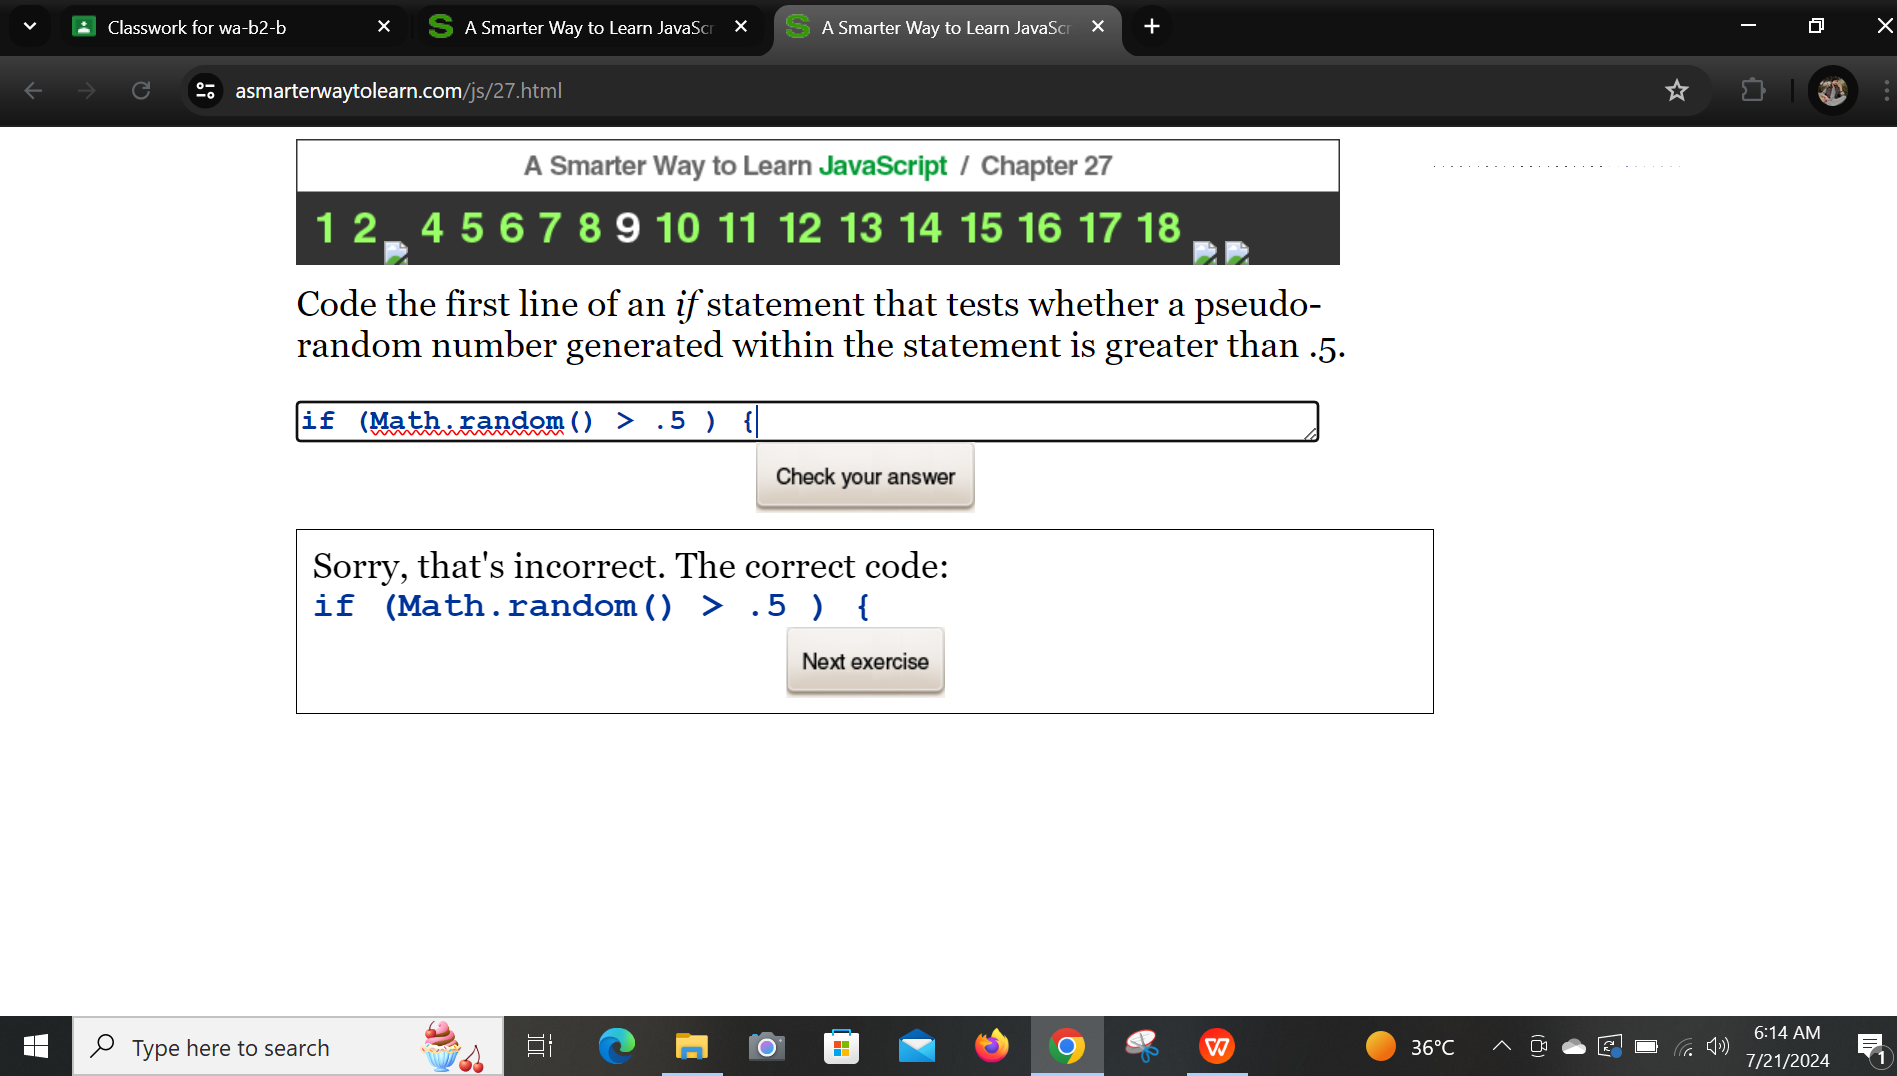 Classwork for wa-b2-b
A Smarter Way to Learn JavaScr
A Smarter Way to Learn JavaScr
asmarterwaytolearn.com/js/27.html
A Smarter Way to Learn JavaScript / Chapter 27
1 2 4 5 6 7 8 9 10 11 12 13 14 15 16 17 18
Code the first line of an if statement that tests whether a pseudo-
random number generated within the statement is greater than .5.
if (Math.random() > .5 ) {
Check your answer
Sorry, that's incorrect. The correct code:
if (Math.random() > .5 ) {
Next exercise
Type here to search
36°C
6:14 AM
7/21/2024
1